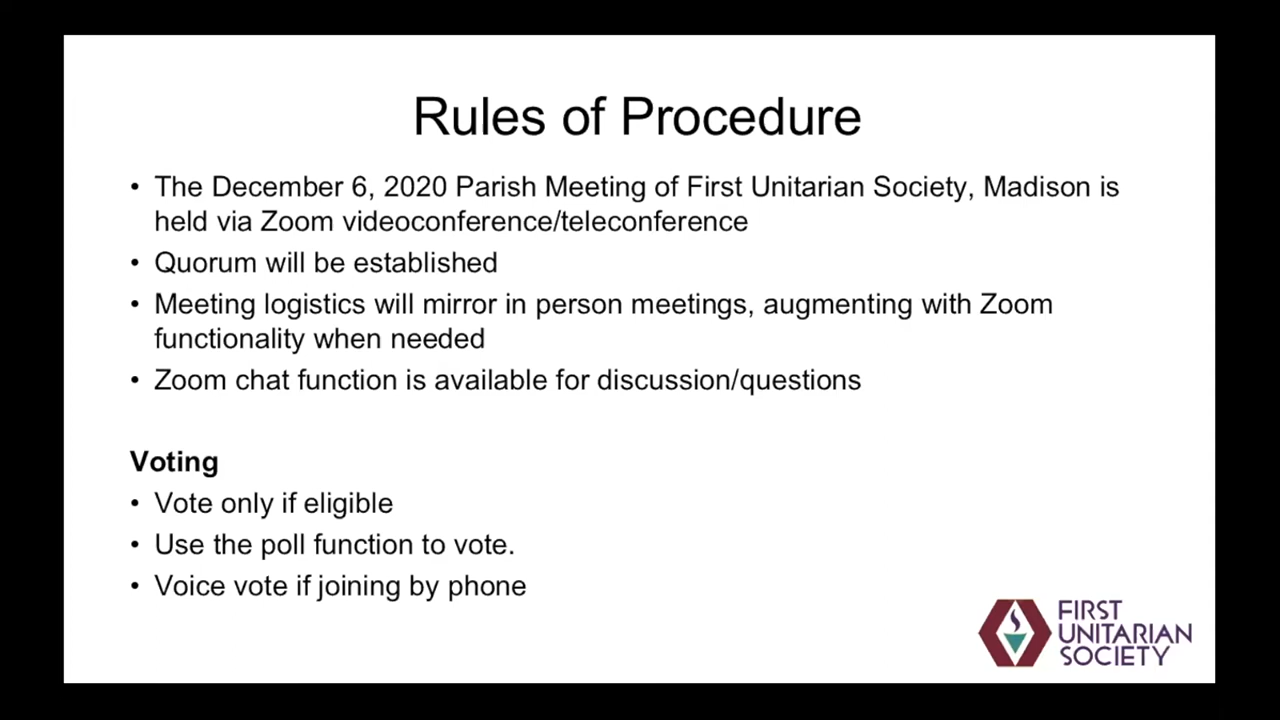 Rules of Procedure
• The December 6, 2020 Parish Meeting of First Unitarian Society, Madison is
held via Zoom videoconference/teleconference
• Quorum will be established
• Meeting logistics will mirror in person meetings, augmenting with Zoom
functionality when needed
• Zoom chat function is available for discussion/questions
Voting
• Vote only if eligible
• Use the poll function to vote.
• Voice vote if joining by phone
FIRST
UNITARIAN
SOCIETY